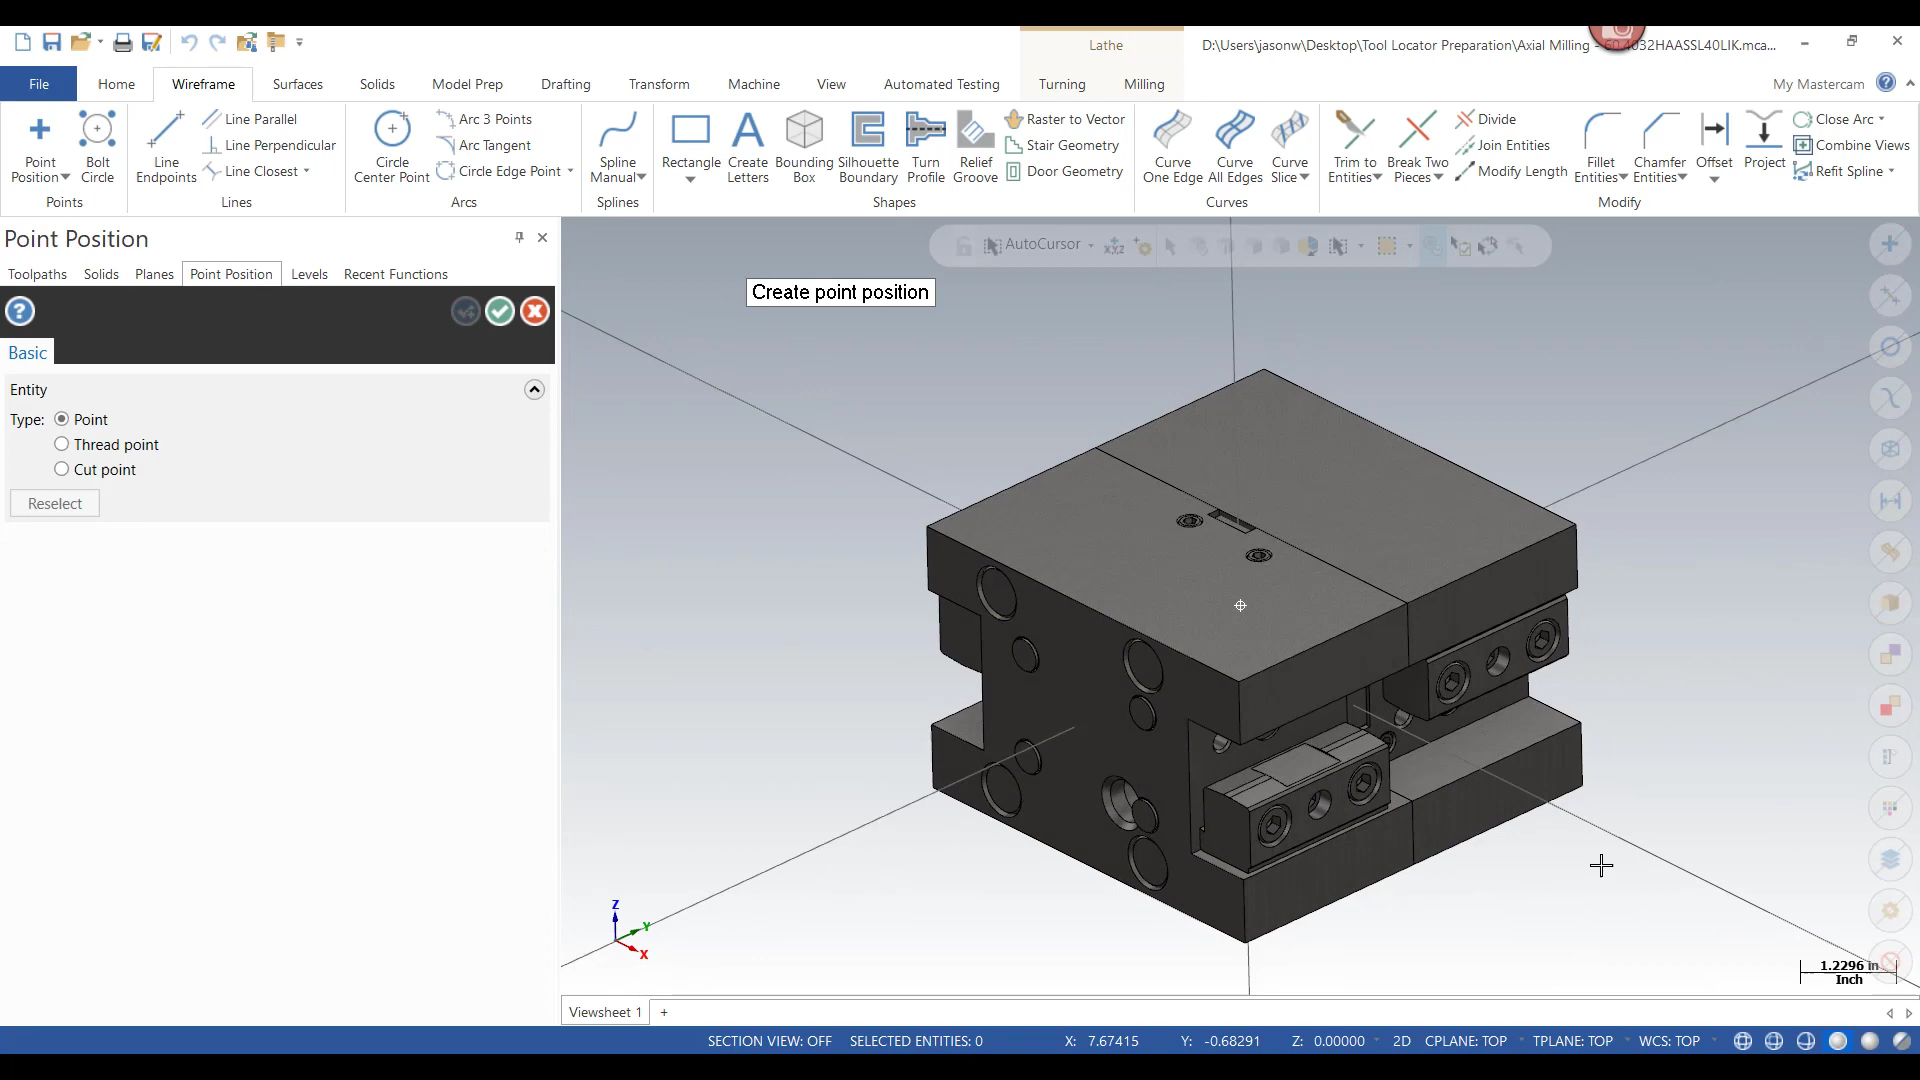 Lathe
D:\Users\jasonw\Desktop\Tool Locator Preparation\Axial Milling - 60.4032HAASSL40LIK.mca...
File
Home
Wireframe
Surfaces
Solids
Model Prep
Drafting
Transform
Machine
View
Automated Testing
Turning
Milling
My Mastercam
Point
Position
Bolt
Circle
Points
Line
Endpoints
Line Parallel
Line Perpendicular
Line Closest
Lines
Circle
Center Point
Arc 3 Points
Arc Tangent
Circle Edge Point
Arcs
Spline
Manual
Splines
Rectangle
Create
Letters
Bounding
Box
Silhouette
Boundary
Turn
Profile
Relief
Groove
Raster to Vector
Stair Geometry
Door Geometry
Shapes
Curve
One Edge
Curve
All Edges
Curve
Slice
Curves
Trim to
Entities
Break Two
Pieces
Divide
Join Entities
Modify Length
Fillet
Entities
Chamfer
Entities
Offset
Project
Close Arc
Combine Views
Refit Spline
Modify
Point Position
Toolpaths
Solids
Planes
Point Position
Levels
Recent Functions
Basic
Entity
Type:
Point
Thread point
Cut point
Reselect
AutoCursor
Create point position
Z
Y
X
1.2296 in
Inch
Viewsheet 1
+
SECTION VIEW: OFF
SELECTED ENTITIES: 0
X: 7.67415
Y: -0.68291
Z: 0.00000
2D
CPLANE: TOP
TPLANE: TOP
WCS: TOP